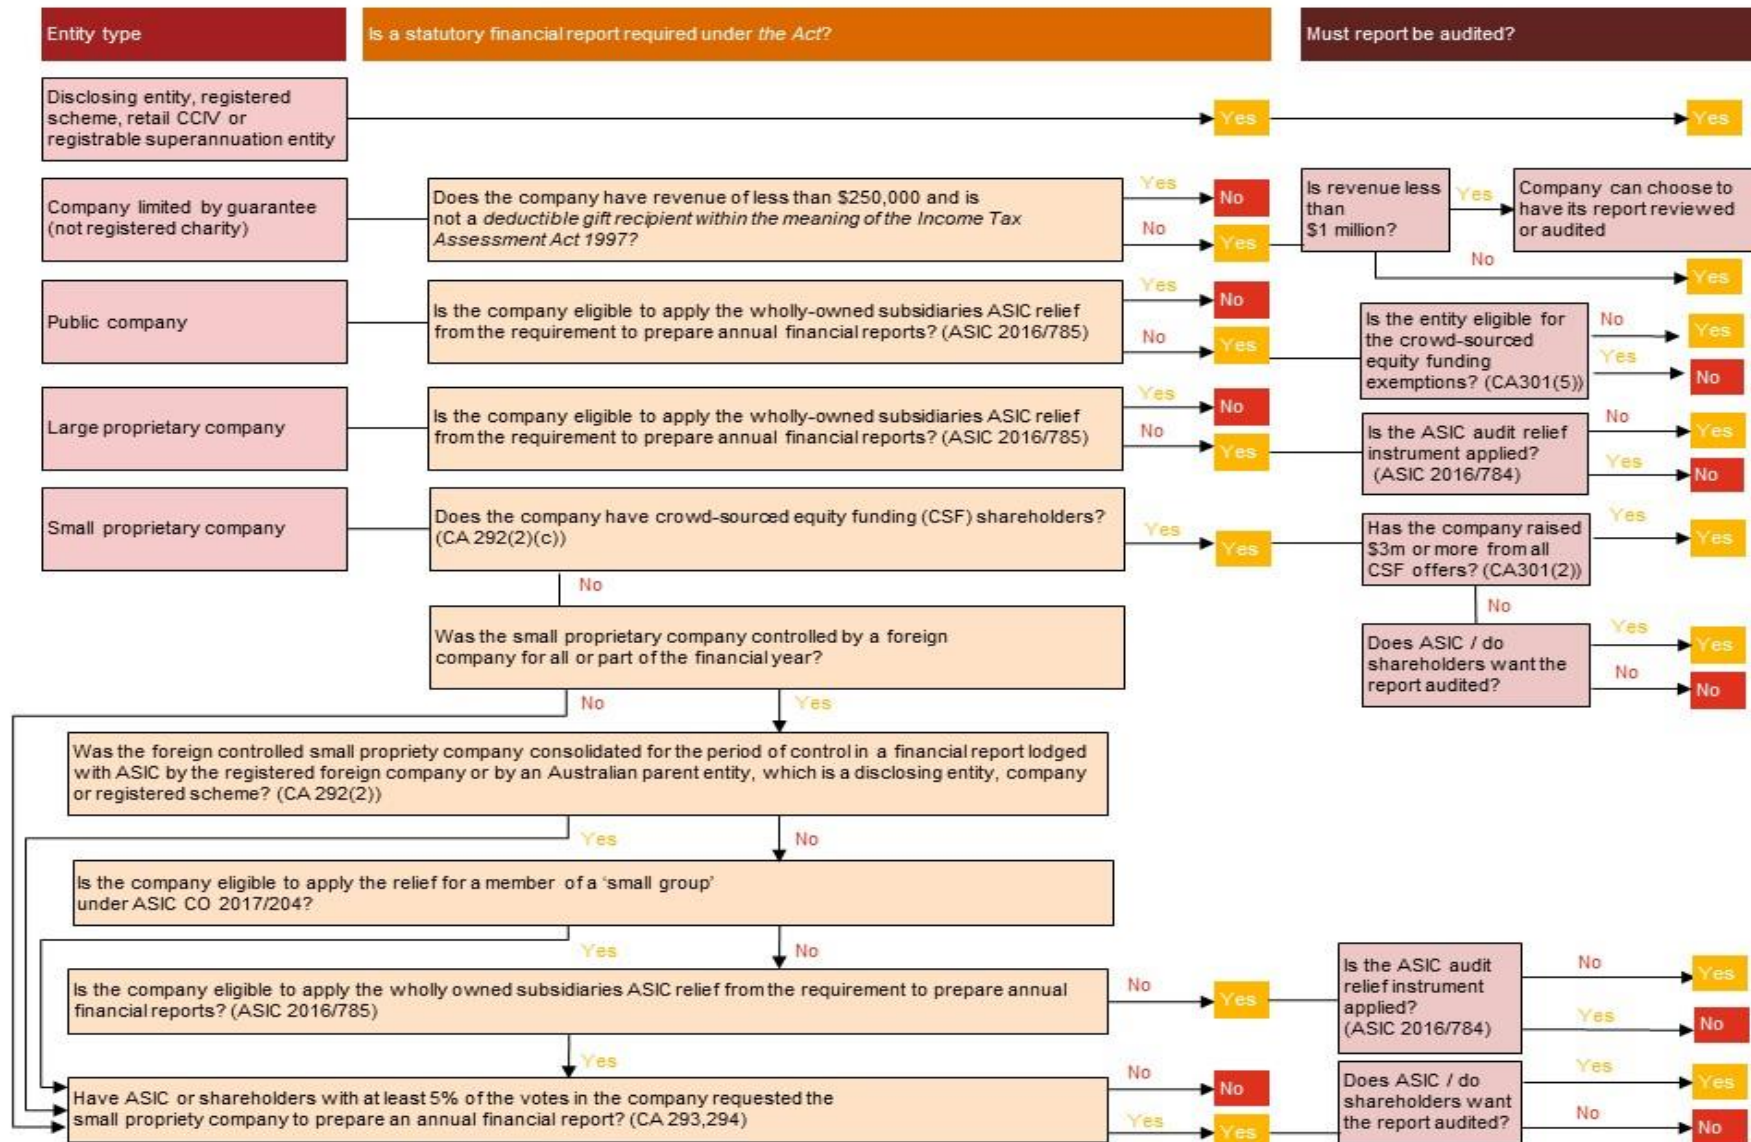 Entity type
Is a statutory financial report required under the Act?
Must report be audited?
Disclosing entity, registered
scheme, retail CCIV or
registrable superannuation entity
Yes
Yes
Company limited by guarantee
(not registered charity)
Does the company have revenue of less than $250,000 and is
not a deductible gift recipient within the meaning of the Income Tax
Assessment Act 1997?
Yes
No
No
Yes
Is revenue less
than
$1 million?
Yes
Company can choose to
have its report reviewed
or audited
No
Yes
Public company
Is the company eligible to apply the wholly-owned subsidiaries ASIC relief
from the requirement to prepare annual financial reports? (ASIC 2016/785)
Yes
No
No
Yes
Is the entity eligible for
the crowd-sourced
equity funding
exemptions? (CA301(5))
No
Yes
Yes
No
Large proprietary company
Is the company eligible to apply the wholly-owned subsidiaries ASIC relief
from the requirement to prepare annual financial reports? (ASIC 2016/785)
Yes
No
No
Yes
Is the ASIC audit relief
instrument applied?
(ASIC 2016/784)
No
Yes
Yes
No
Small proprietary company
Does the company have crowd-sourced equity funding (CSF) shareholders?
(CA 292(2)(c))
Yes
Yes
Has the company raised
$3m or more from all
CSF offers? (CA301(2))
Yes
Yes
No
No
Does ASIC / do
shareholders want the
report audited?
Yes
Yes
No
No
Was the small proprietary company controlled by a foreign
company for all or part of the financial year?
No
Yes
Was the foreign controlled small propriety company consolidated for the period of control in a financial report lodged
with ASIC by the registered foreign company or by an Australian parent entity, which is a disclosing entity, company
or registered scheme? (CA 292(2))
Yes
No
Is the company eligible to apply the relief for a member of a 'small group'
under ASIC CO 2017/204?
Yes
No
Is the company eligible to apply the wholly owned subsidiaries ASIC relief from the requirement to prepare annual
financial reports? (ASIC 2016/785)
No
Yes
Is the ASIC audit
relief instrument
applied?
(ASIC 2016/784)
No
Yes
Yes
No
Yes
Have ASIC or shareholders with at least 5% of the votes in the company requested the
small propriety company to prepare an annual financial report? (CA 293,294)
No
No
Yes
Yes
Does ASIC / do
shareholders want
the report audited?
Yes
Yes
No
No